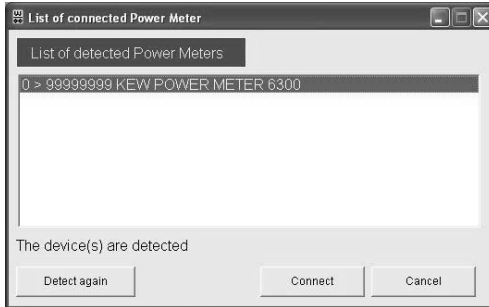 List of connected Power Meter
List of detected Power Meters
0 > 99999999 KEW POWER METER 6300
The device(s) are detected
Detect again
Connect
Cancel